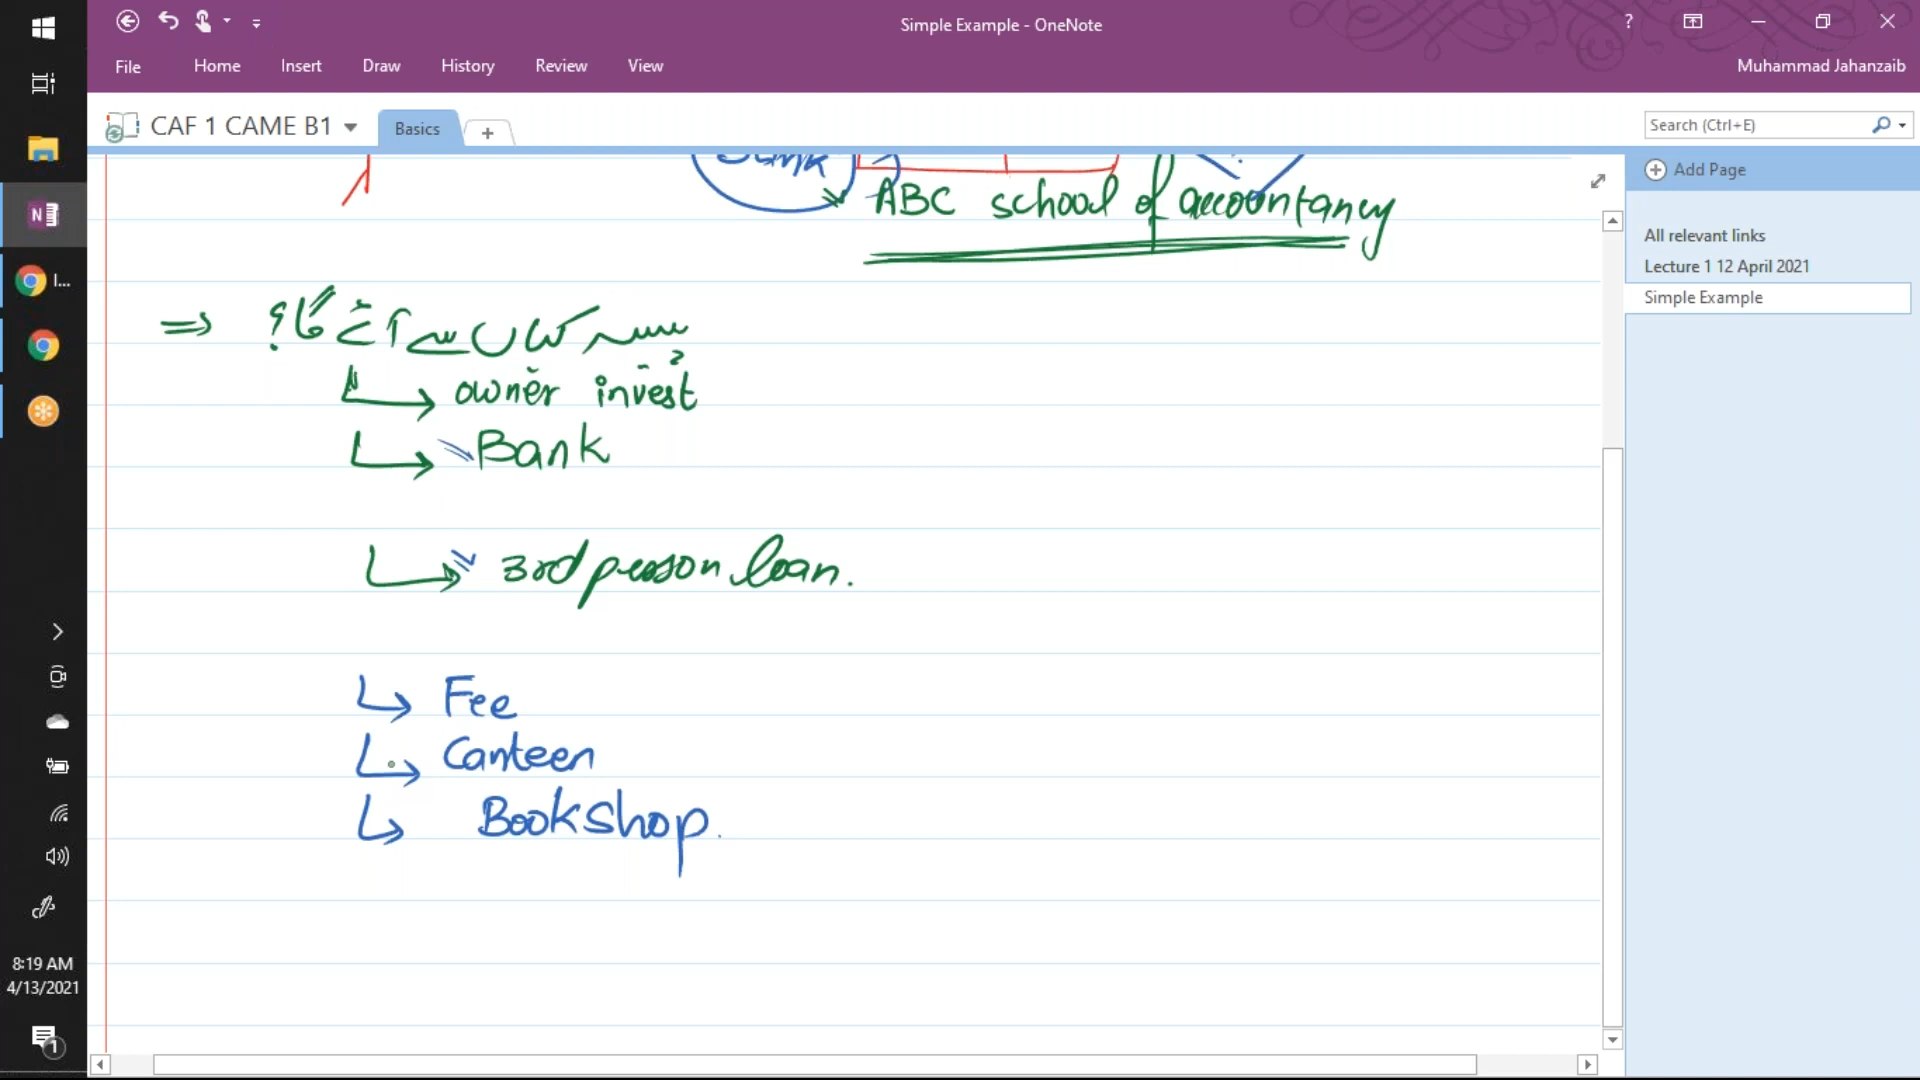 Simple Example - OneNote
?
File Home Insert Draw History Review View
Muhammad Jahanzaib
CAF 1 CAME B1
Basics
+
Search (Ctrl+E)
Add Page
All relevant links
Lecture 1 12 April 2021
Simple Example
Bank
ABC school of accountancy
⇒ پیسہ کہاں سے آئے گا؟
owner invest
Bank
3rd person loan.
Fee
Canteen
Bookshop.
N
I...
8:19 AM
4/13/2021
1